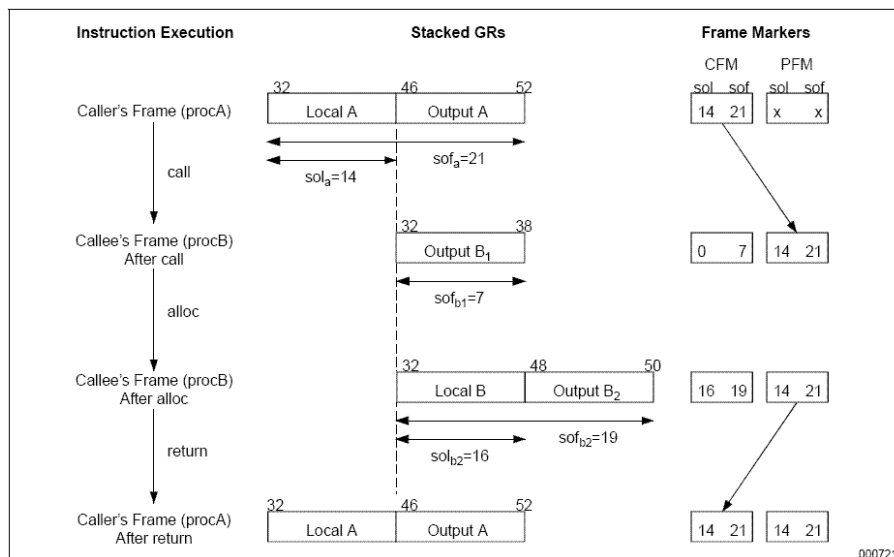 Instruction Execution Stacked GRs Frame Markers
CFM PFM
32 46 52 sol sof sol sof
Caller's Frame (procA) Local A Output A 14 21 x x
sofa=21
sola=14
call
32 38
Callee's Frame (procB) Output B1 0 7 14 21
After call
sofb1=7
alloc
32 48 50
Callee's Frame (procB) Local B Output B2 16 19 14 21
After alloc
sofb2=19
solb2=16
return
32 46 52
Caller's Frame (procA) Local A Output A 14 21 14 21
After return